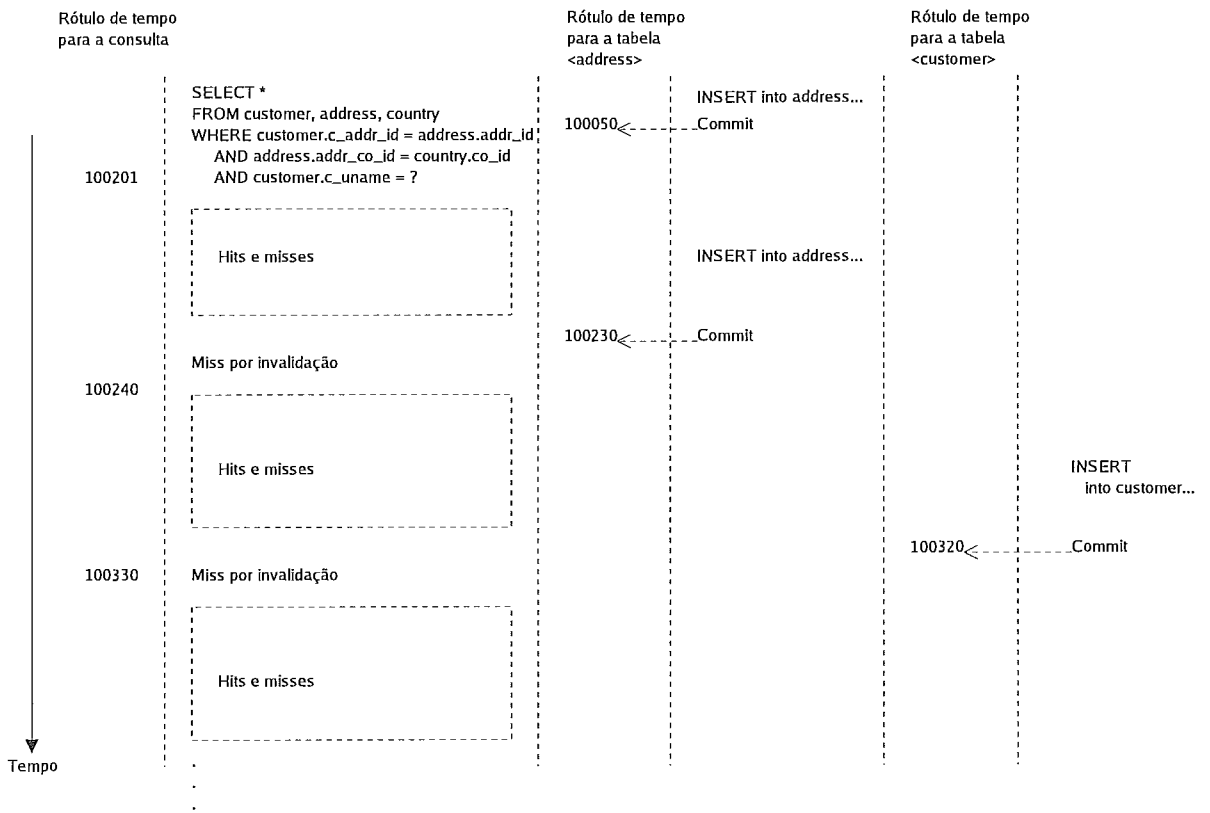 Rótulo de tempo
para a consulta
Rótulo de tempo
para a tabela
<address>
Rótulo de tempo
para a tabela
<customer>
SELECT *
FROM customer, address, country
WHERE customer.c_addr_id = address.addr_id
AND address.addr_co_id = country.co_id
AND customer.c_uname = ?
INSERT into address...
100050
Commit
100201
Hits e misses
INSERT into address...
100230
Commit
Miss por invalidação
100240
Hits e misses
INSERT
into customer...
100320
Commit
100330
Miss por invalidação
Hits e misses
Tempo
.
.
.